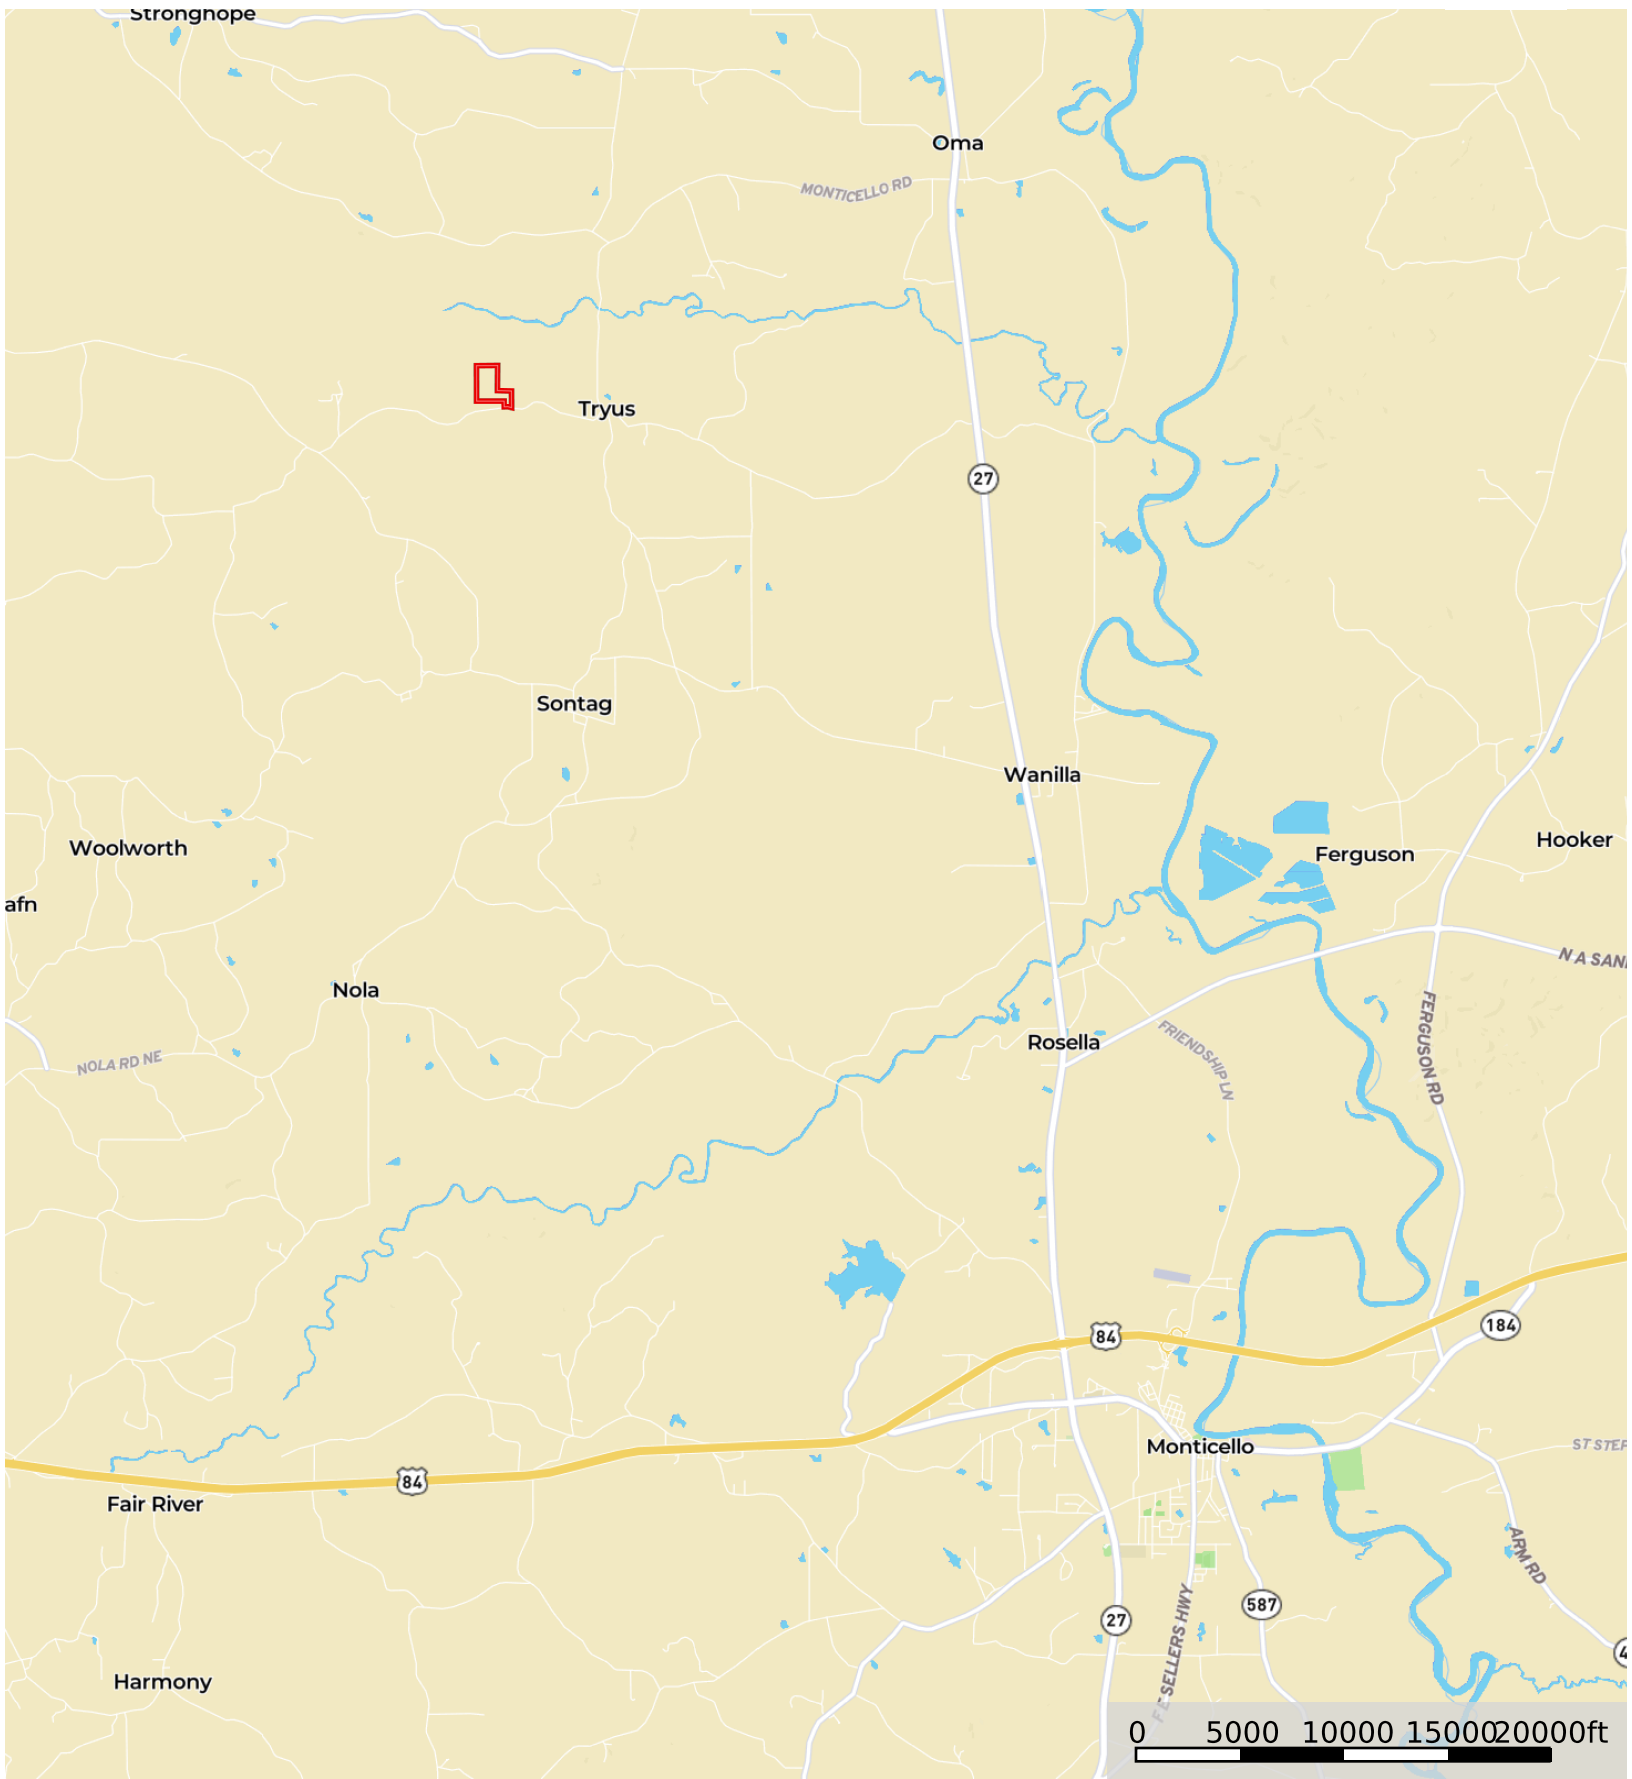 Stronghope
Oma
MONTICELLO RD
Tryus
27
Sontag
Wanilla
Hooker
Woolworth
Ferguson
afn
N A SAN
Nola
FERGUSON RD
Rosella
FRIENDSHIP LN
NOLA RD NE
184
84
Monticello
ST STEF
84
Fair River
ARM RD
587
27
F E SELLERS HWY
4
Harmony
0 5000 10000 15000 20000ft